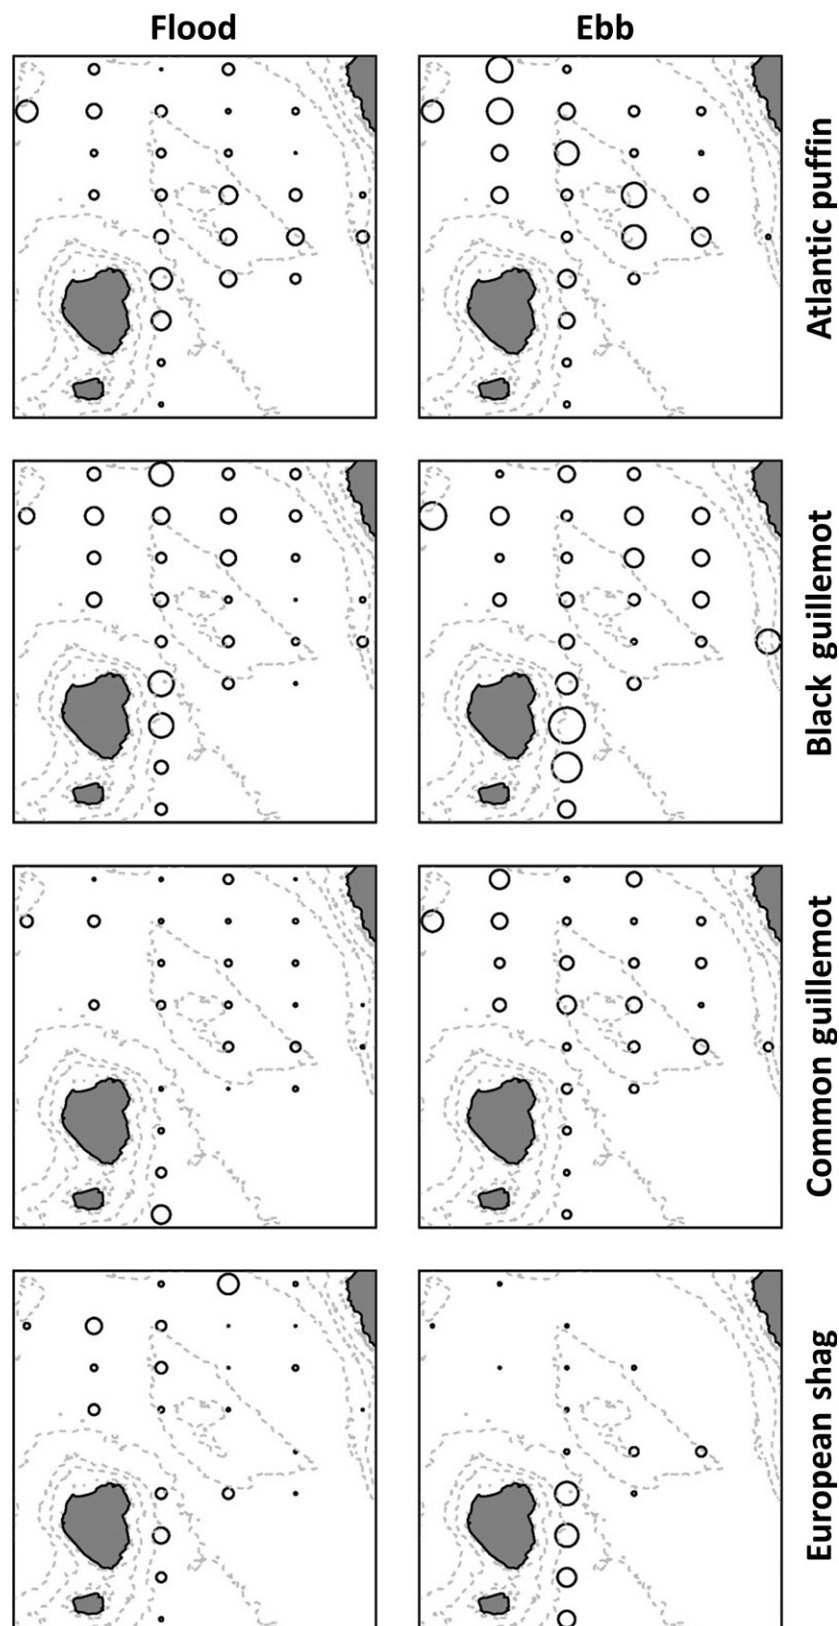 Flood
Ebb
Atlantic puffin
Black guillemot
Common guillemot
European shag